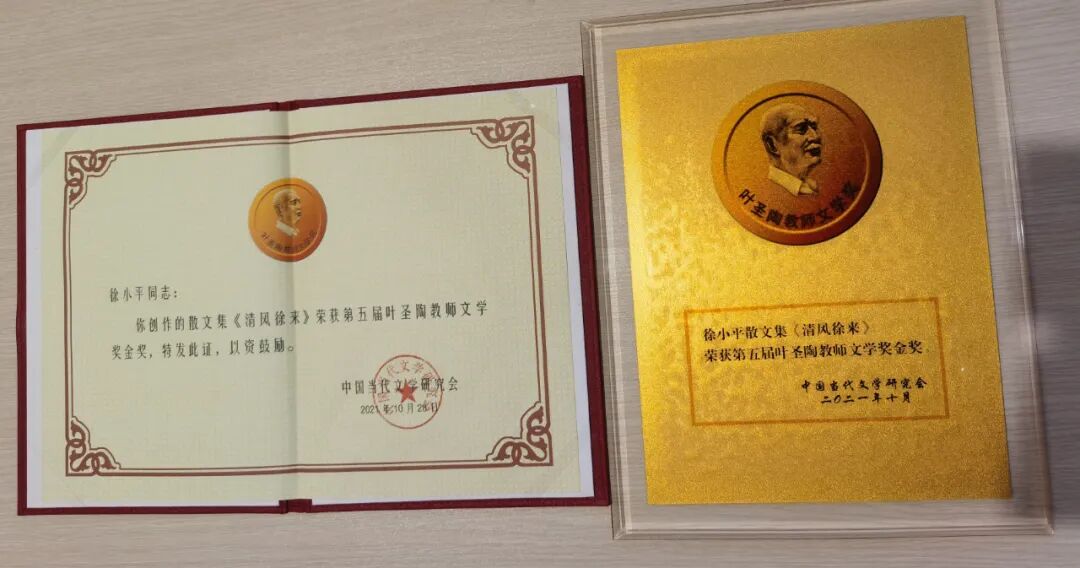 叶圣陶教师文学奖
徐小平同志：
你创作的散文集《清风徐来》荣获第五届叶圣陶教师文学
奖金奖，特发此证，以资鼓励。
中国当代文学研究会
2021年10月28日
叶圣陶教师文学奖
徐小平散文集《清风徐来》
荣获第五届叶圣陶教师文学奖金奖
中国当代文学研究会
二〇二一年十月